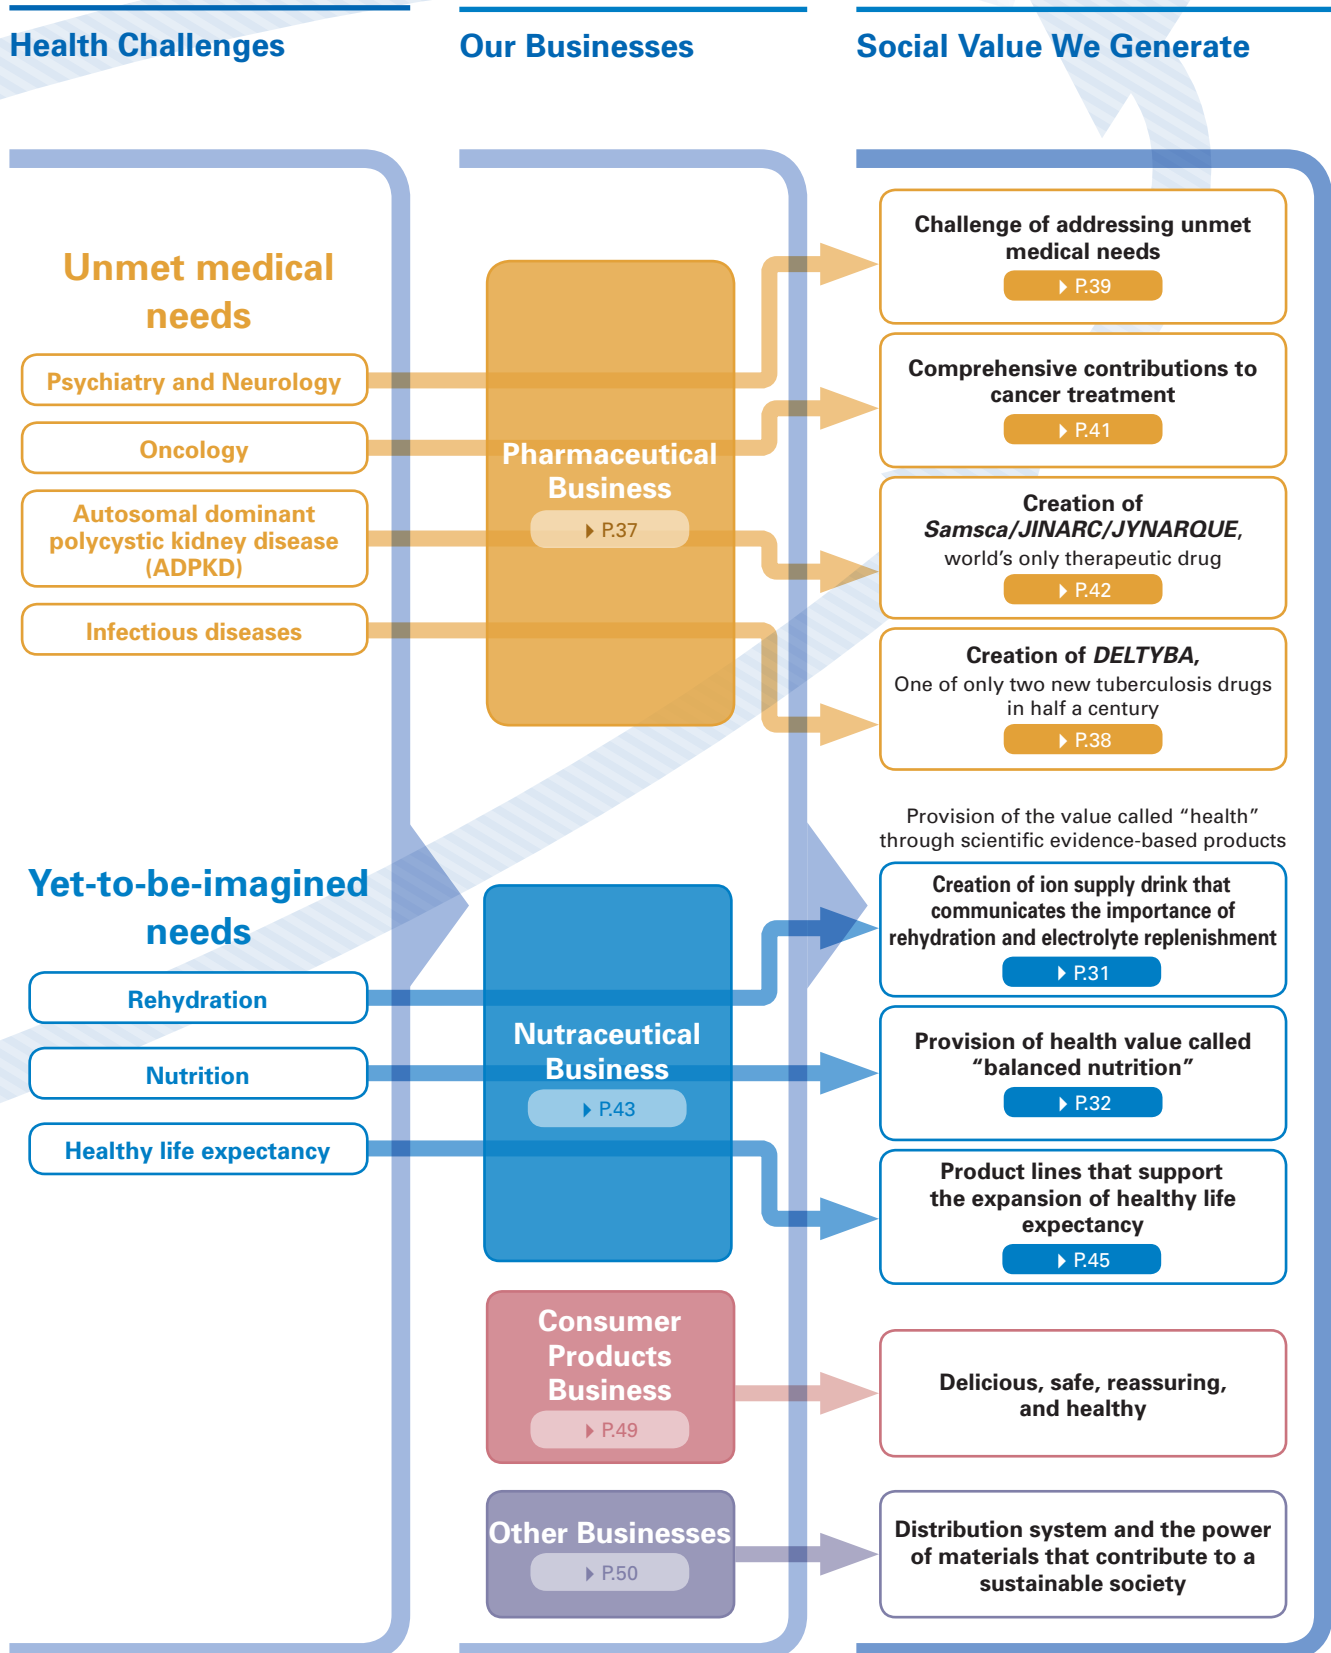 Health Challenges
Our Businesses
Social Value We Generate
Unmet medical
needs
Psychiatry and Neurology
Oncology
Autosomal dominant
polycystic kidney disease
(ADPKD)
Infectious diseases
Yet-to-be-imagined
needs
Rehydration
Nutrition
Healthy life expectancy
Pharmaceutical
Business
P.37
Nutraceutical
Business
P.43
Consumer
Products
Business
P.49
Other Businesses
P.50
Challenge of addressing unmet
medical needs
P.39
Comprehensive contributions to
cancer treatment
P.41
Creation of
Samsca/JINARC/JYNARQUE,
world's only therapeutic drug
P.42
Creation of DELTYBA,
One of only two new tuberculosis drugs
in half a century
P.38
Provision of the value called “health”
through scientific evidence-based products
Creation of ion supply drink that
communicates the importance of
rehydration and electrolyte replenishment
P.31
Provision of health value called
“balanced nutrition”
P.32
Product lines that support
the expansion of healthy life
expectancy
P.45
Delicious, safe, reassuring,
and healthy
Distribution system and the power
of materials that contribute to a
sustainable society